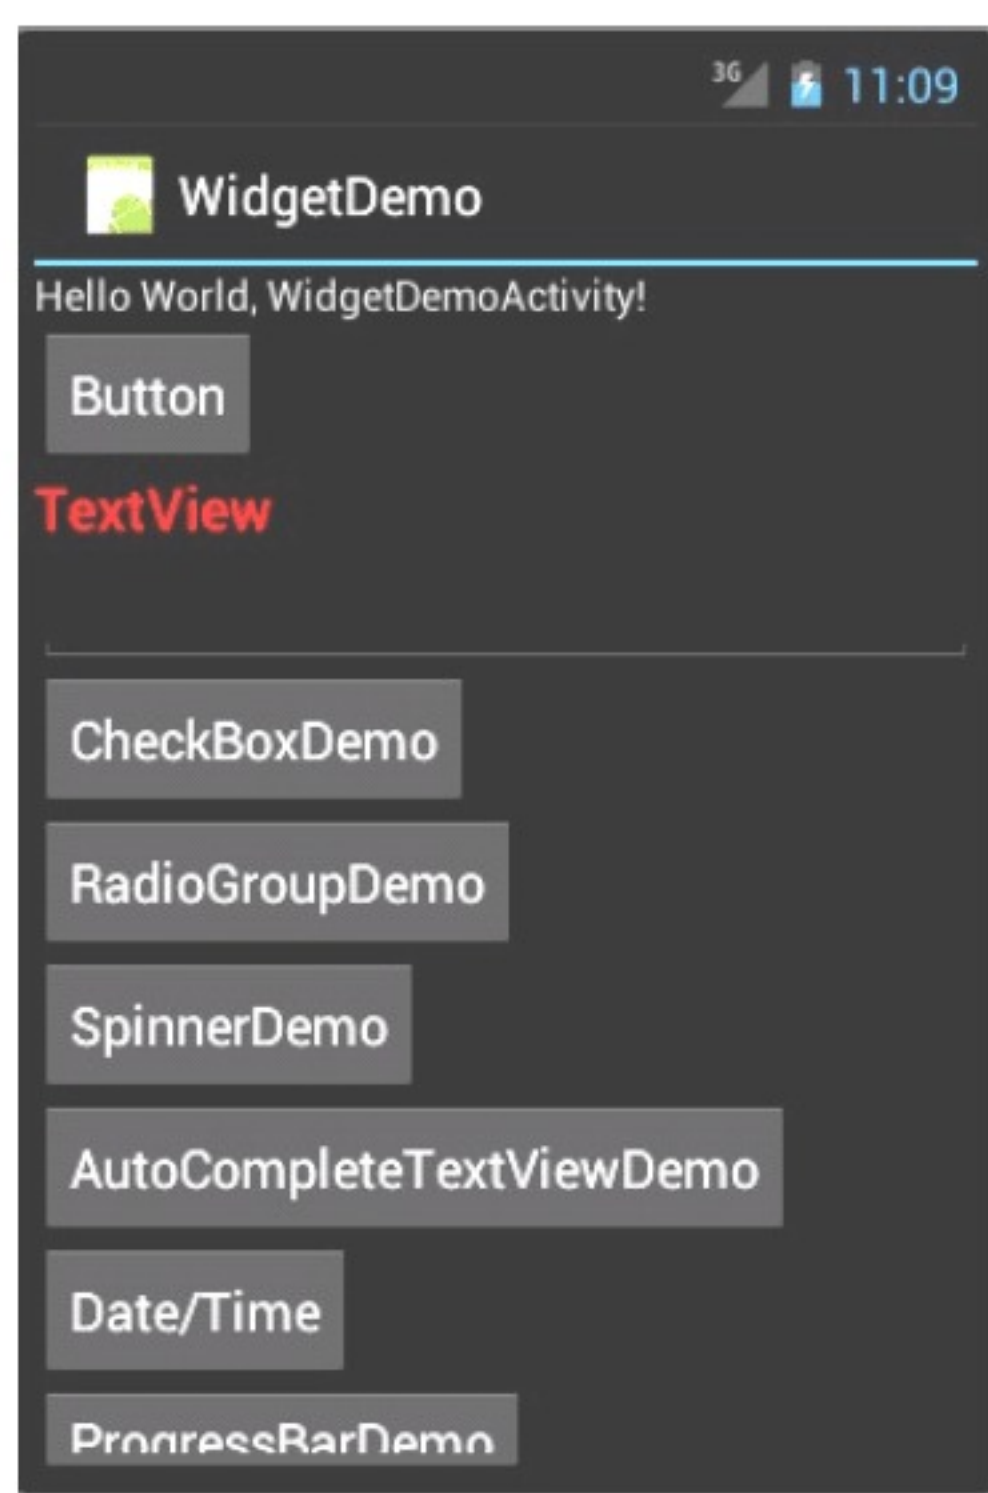 3G 11:09
WidgetDemo
Hello World, WidgetDemoActivity!
Button
TextView
CheckBoxDemo
RadioGroupDemo
SpinnerDemo
AutoCompleteTextViewDemo
Date/Time
ProgressBarDemo